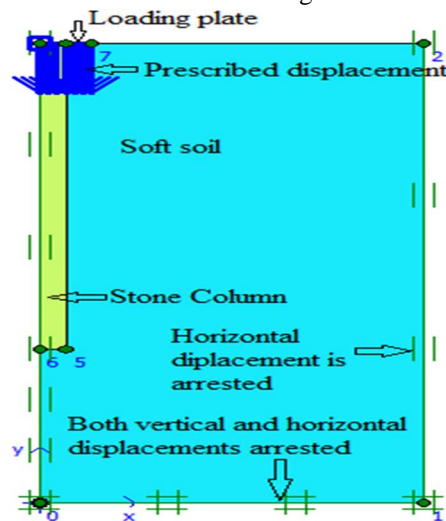 Loading plate
7
2
Prescribed displacement
Soft soil
Stone Column
Horizontal
diplacement is
arrested
6
5
Both vertical and horizontal
displacements arrested
y
0
x
1